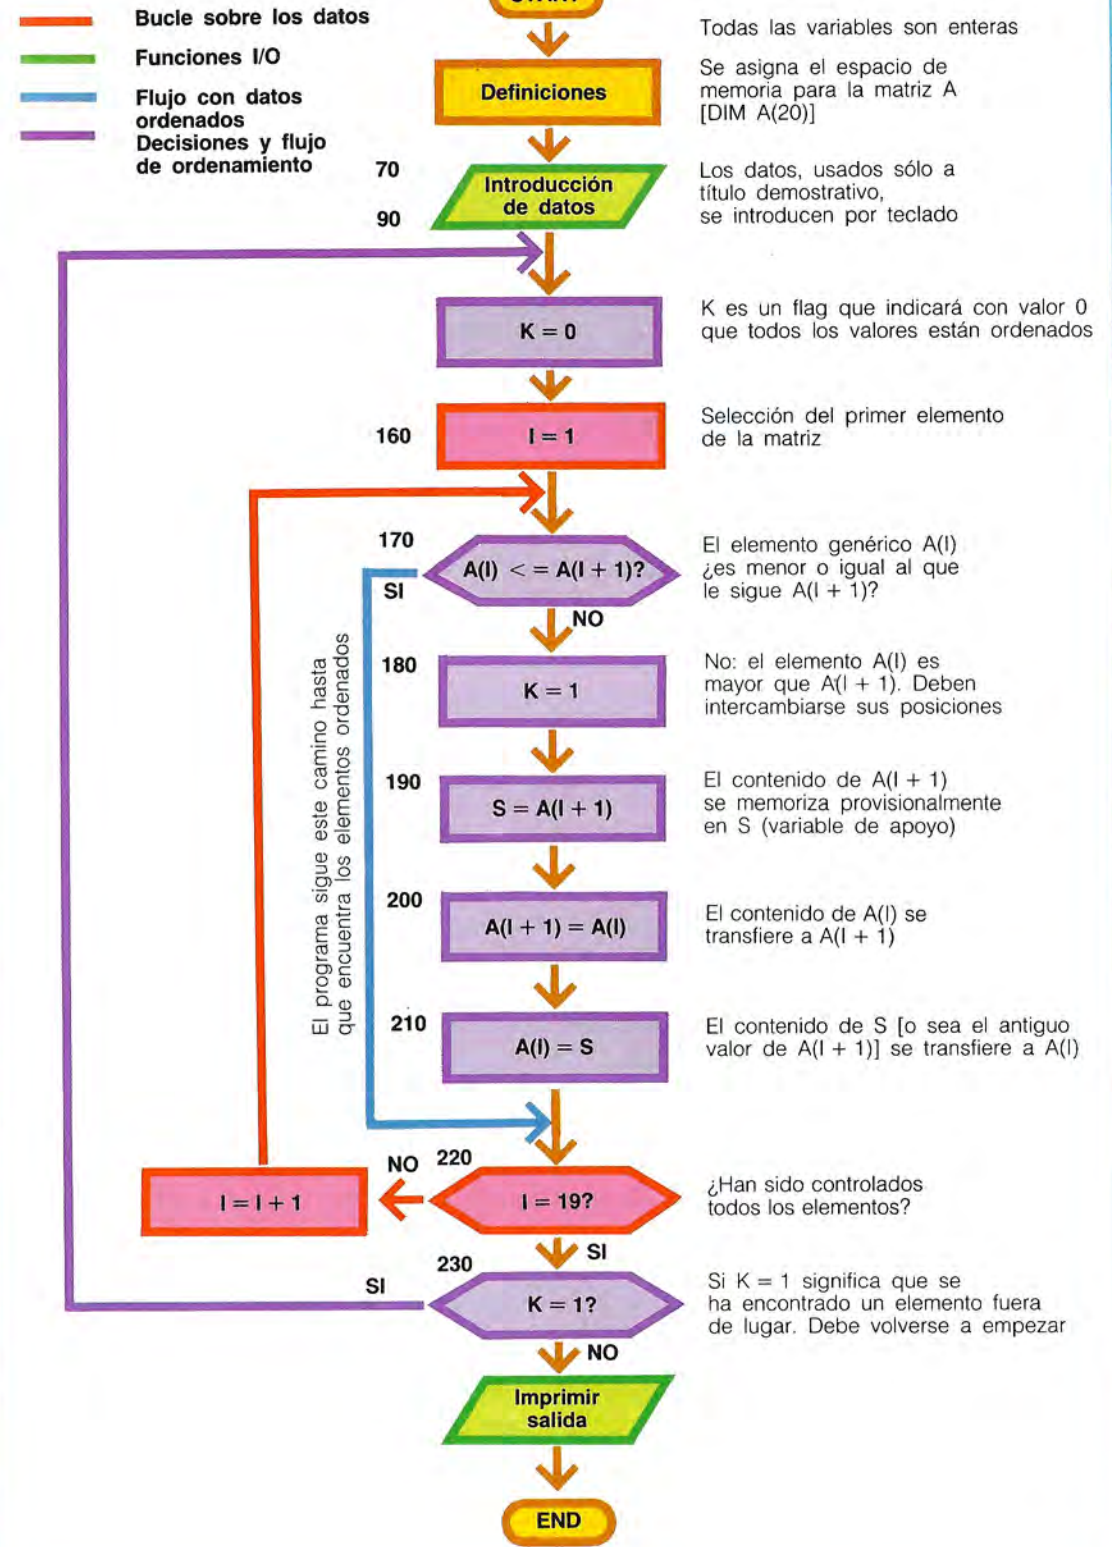 START
Bucle sobre los datos
Funciones I/O
Flujo con datos
ordenados
Decisiones y flujo
de ordenamiento
Todas las variables son enteras
Definiciones
Se asigna el espacio de
memoria para la matriz A
[DIM A(20)]
70
90
Introducción
de datos
Los datos, usados sólo a
título demostrativo,
se introducen por teclado
K = 0
K es un flag que indicará con valor 0
que todos los valores están ordenados
160
I = 1
Selección del primer elemento
de la matriz
170
A(I) < = A(I + 1)?
SI
NO
El elemento genérico A(I)
¿es menor o igual al que
le sigue A(I + 1)?
El programa sigue este camino hasta
que encuentra los elementos ordenados
180
K = 1
No: el elemento A(I) es
mayor que A(I + 1). Deben
intercambiarse sus posiciones
190
S = A(I + 1)
El contenido de A(I + 1)
se memoriza provisionalmente
en S (variable de apoyo)
200
A(I + 1) = A(I)
El contenido de A(I) se
transfiere a A(I + 1)
210
A(I) = S
El contenido de S [o sea el antiguo
valor de A(I + 1)] se transfiere a A(I)
I = I + 1
NO
220
I = 19?
SI
¿Han sido controlados
todos los elementos?
SI
230
K = 1?
NO
Si K = 1 significa que se
ha encontrado un elemento fuera
de lugar. Debe volverse a empezar
Imprimir
salida
END